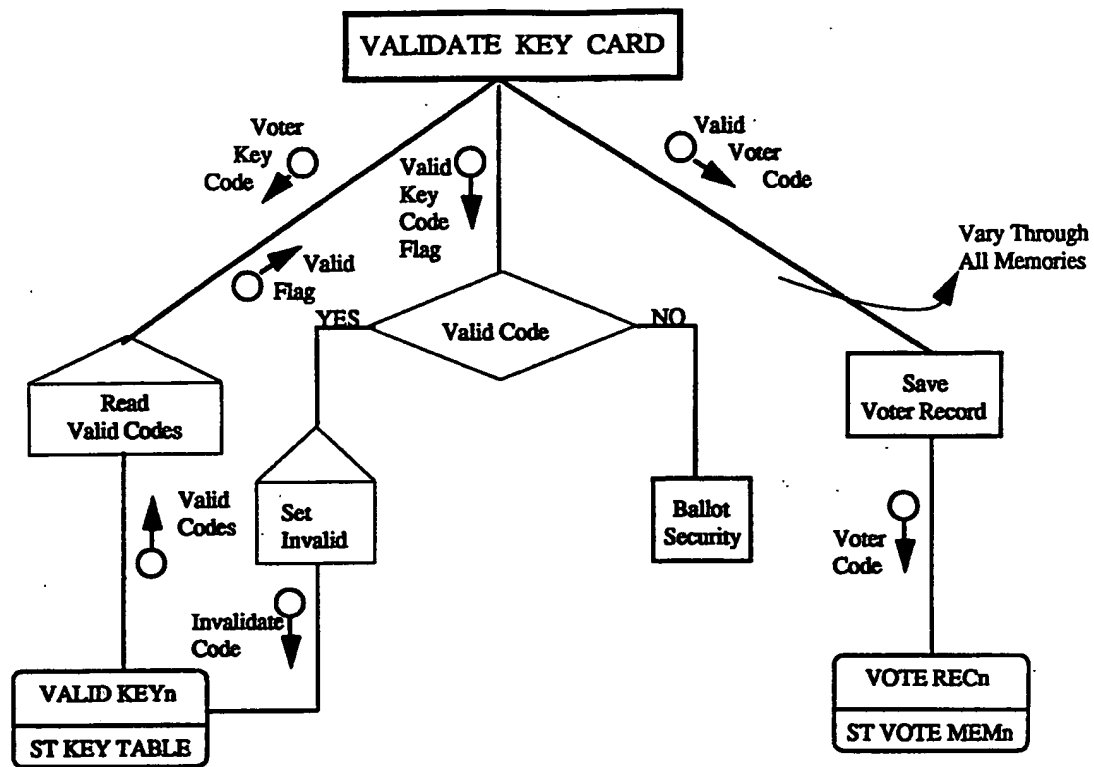 VALIDATE KEY CARD
Voter
Key
Code
Valid
Key
Code
Flag
Valid
Voter
Code
Vary Through
All Memories
Valid
Flag
YES
Valid Code
NO
Read
Valid Codes
Save
Voter Record
Valid
Codes
Set
Invalid
Ballot
Security
Voter
Code
Invalidate
Code
VALID KEYn
ST KEY TABLE
VOTE RECn
ST VOTE MEMn